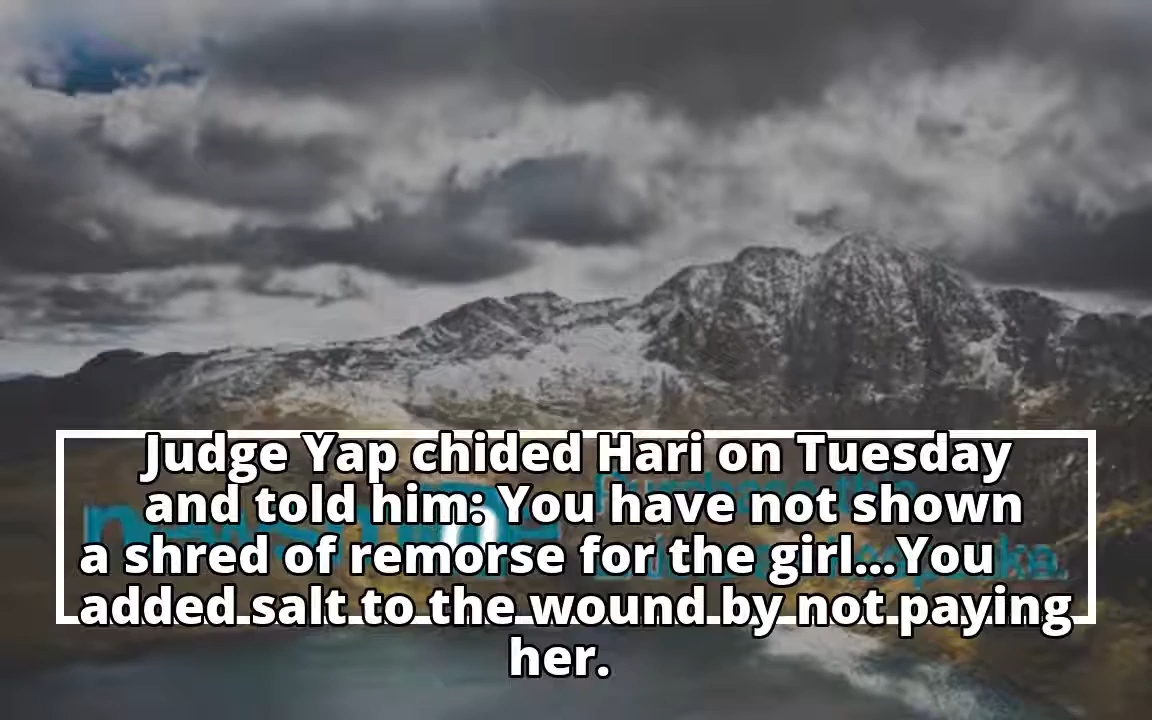 Judge Yap chided Hari on Tuesday
and told him: You have not shown
a shred of remorse for the girl...You
added salt to the wound by not paying
her.